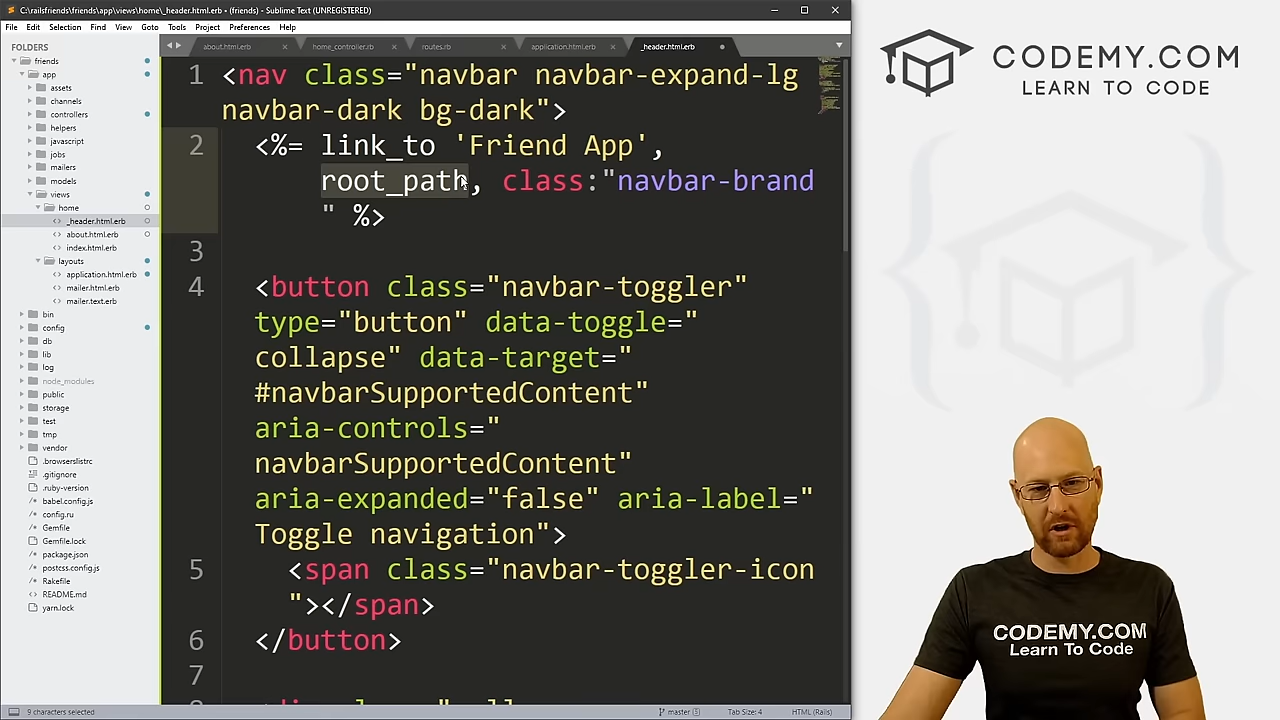 C:\railsfriends\friends\app\views\home\_header.html.erb • (friends) - Sublime Text (UNREGISTERED)
File Edit Selection Find View Goto Tools Project Preferences Help
FOLDERS
friends
app
assets
channels
controllers
helpers
javascript
jobs
mailers
models
views
home
_header.html.erb
about.html.erb
index.html.erb
layouts
application.html.erb
mailer.html.erb
mailer.text.erb
bin
config
db
lib
log
node_modules
public
storage
test
tmp
vendor
.browserslistrc
.gitignore
.ruby-version
babel.config.js
config.ru
Gemfile
Gemfile.lock
package.json
postcss.config.js
Rakefile
README.md
yarn.lock
about.html.erb home_controller.rb routes.rb application.html.erb _header.html.erb
1 <nav class="navbar navbar-expand-lg
navbar-dark bg-dark">
2 <%= link_to 'Friend App',
root_path, class:"navbar-brand
" %>
3
4 <button class="navbar-toggler"
type="button" data-toggle="
collapse" data-target="
#navbarSupportedContent"
aria-controls="
navbarSupportedContent"
aria-expanded="false" aria-label="
Toggle navigation">
5 <span class="navbar-toggler-icon
"></span>
6 </button>
7
9 characters selected
master 5
Tab Size: 4
HTML (Rails)
CODEMY.COM
LEARN TO CODE
CODEMY.COM
Learn To Code